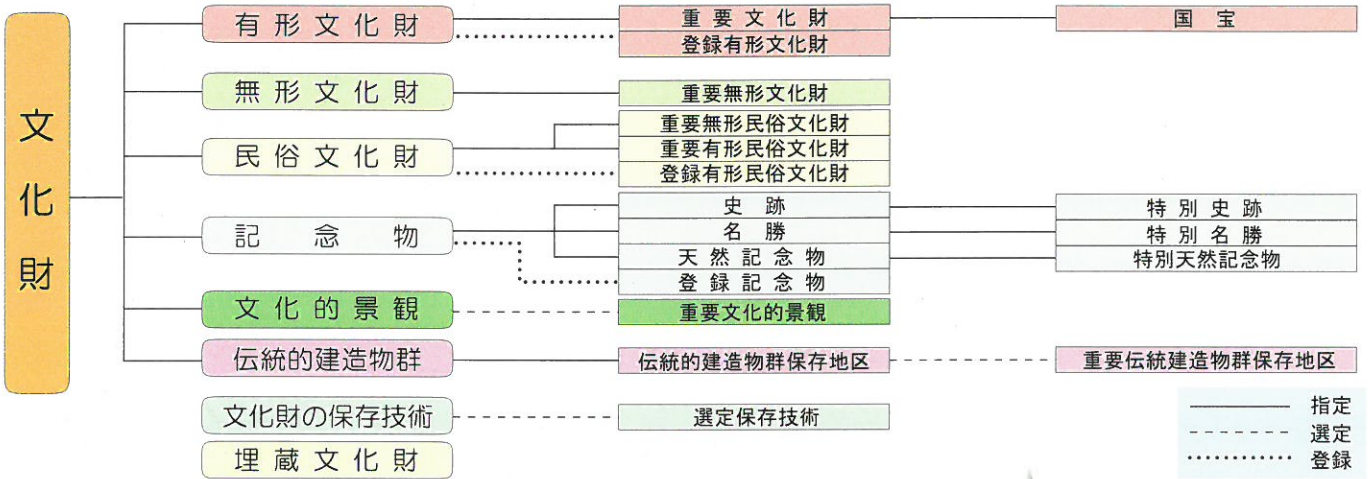 文化財
有形文化財
重要文化財
国宝
登録有形文化財
無形文化財
重要無形文化財
民俗文化財
重要無形民俗文化財
重要有形民俗文化財
登録有形民俗文化財
記念物
史跡
特別史跡
名勝
特別名勝
天然記念物
特別天然記念物
登録記念物
文化的景観
重要文化的景観
伝統的建造物群
伝統的建造物群保存地区
重要伝統建造物群保存地区
文化財の保存技術
選定保存技術
埋蔵文化財
指定
選定
登録